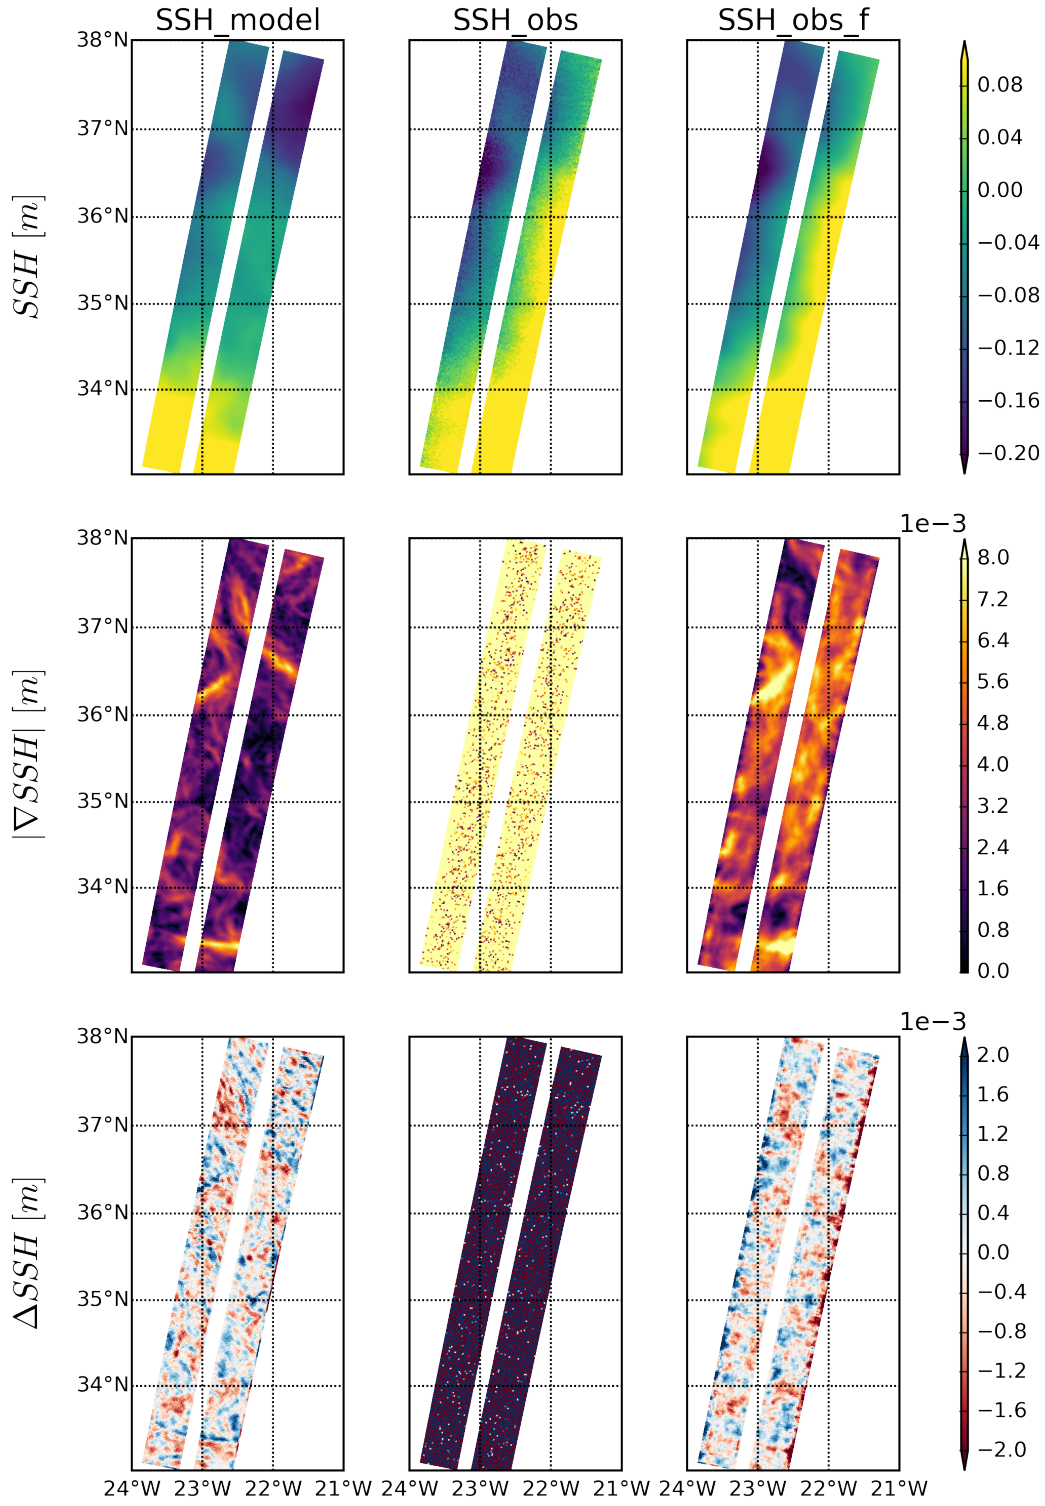 SSH_model SSH_obs SSH_obs_f
38°N
37°N
36°N
35°N
34°N
SSH [m]
0.08
0.04
0.00
−0.04
−0.08
−0.12
−0.16
−0.20
1e−3
38°N
37°N
36°N
35°N
34°N
|∇SSH| [m]
8.0
7.2
6.4
5.6
4.8
4.0
3.2
2.4
1.6
0.8
0.0
1e−3
38°N
37°N
36°N
35°N
34°N
ΔSSH [m]
2.0
1.6
1.2
0.8
0.4
0.0
−0.4
−0.8
−1.2
−1.6
−2.0
24°W 23°W 22°W 21°W 24°W 23°W 22°W 21°W 24°W 23°W 22°W 21°W